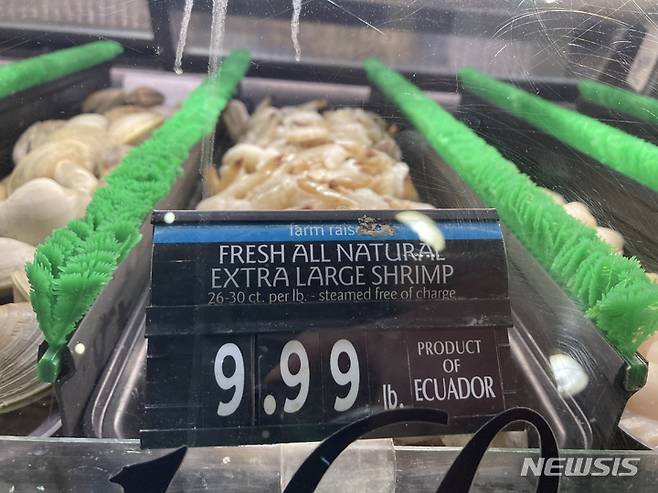 farm rais
FRESH ALL NATURAL
EXTRA LARGE SHRIMP
26-30 ct. per lb. - steamed free of charge
9.99 lb.
PRODUCT
OF
ECUADOR
NEWSIS